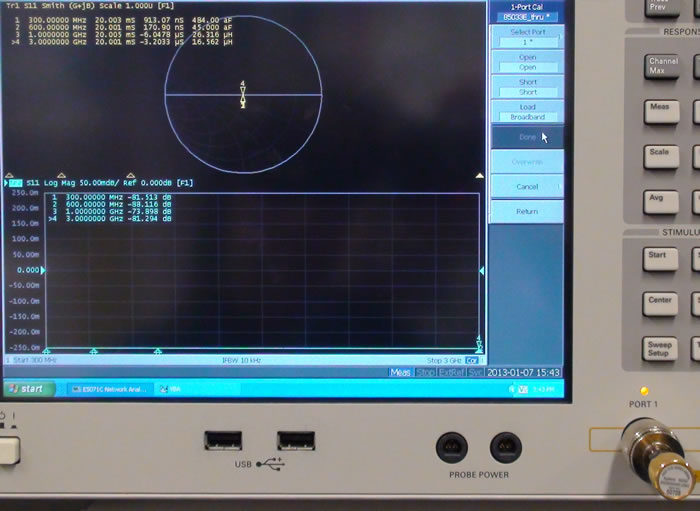 Tr1 S11 Smith (G+jB) Scale 1.000U [F1]
1 300.00000 MHz 20.003 mS 913.07 nS 484.00 aF
2 600.00000 MHz 20.001 mS 170.90 nS 45.000 aF
3 1.0000000 GHz 20.005 mS -6.0478 µS 26.316 µH
>4 3.0000000 GHz 20.001 mS -3.2033 µS 16.562 µH
4
S11 Log Mag 50.00mdB/ Ref 0.000dB [F1]
250.0m
1 300.00000 MHz -81.513 dB
2 600.00000 MHz -88.116 dB
3 1.0000000 GHz -73.898 dB
>4 3.0000000 GHz -81.294 dB
200.0m
150.0m
100.0m
50.00m
0.000
-50.00m
-100.0m
-150.0m
-200.0m
-250.0m
1 Start 300 MHz IFBW 10 kHz Stop 3 GHz Cor
Meas Stop ExtRef Svc 2013-01-07 15:43
start E5071C Network Anal... VBA
1-Port Cal
85033E_thru *
Select Port
1 *
Open
Open
Short
Short
Load
Broadband
Done
Overwrite
Cancel
Return
Prev
RESPON
Channel
Max
Meas
Scale
Avg
STIMULU
Start
Center
Sweep
Setup
PORT 1
USB
PROBE POWER